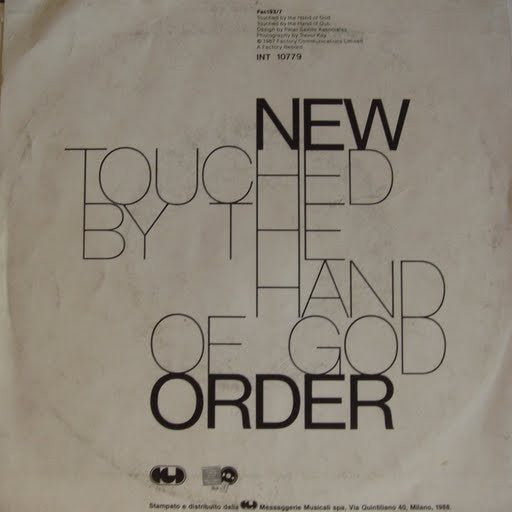 Fac193/7
Touched by the Hand of God
Touched by the Hand of Dub
Design by Peter Saville Associates
Photography by Trevor Key
© 1987 Factory Communications Limited
A Factory Record
INT 10779
NEW
TOUCHED
BY THE
HAND
OF GOD
ORDER
CGD
Stampato e distribuito dalla CGD Messaggerie Musicali spa, Via Quintiliano 40, Milano, 1988.